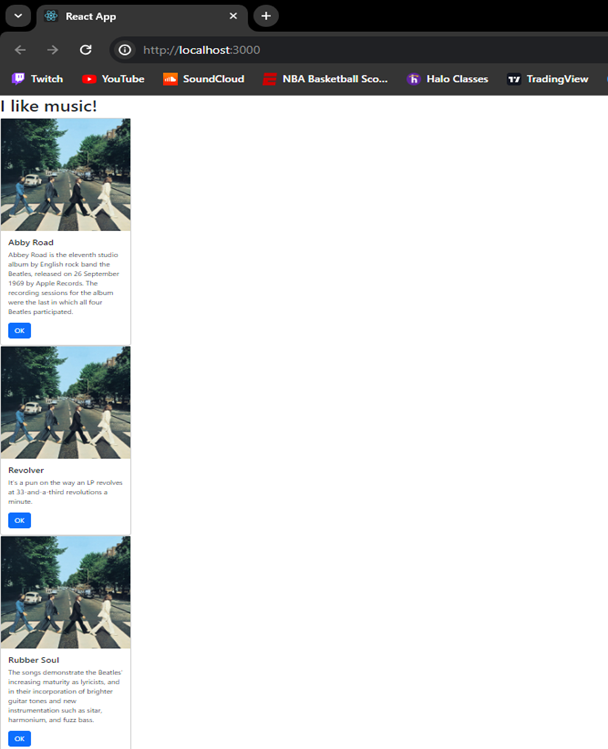 React App
http://localhost:3000
Twitch YouTube SoundCloud NBA Basketball Sco... Halo Classes TradingView
I like music!
Abby Road
Abbey Road is the eleventh studio
album by English rock band the
Beatles, released on 26 September
1969 by Apple Records. The
recording sessions for the album
were the last in which all four
Beatles participated.
OK
Revolver
It's a pun on the way an LP revolves
at 33-and-a-third revolutions a
minute.
OK
Rubber Soul
The songs demonstrate the Beatles'
increasing maturity as lyricists, and
in their incorporation of brighter
guitar tones and new
instrumentation such as sitar,
harmonium, and fuzz bass.
OK